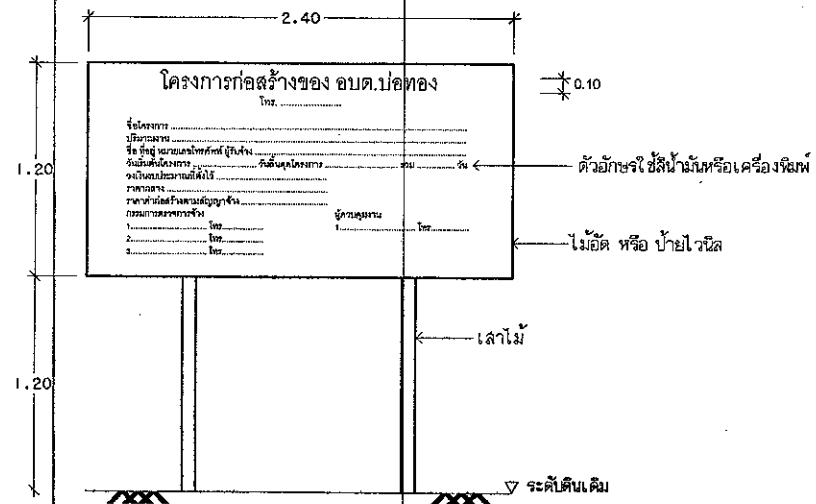 2.40
โครงการก่อสร้างของ อบต.บ่อทอง
0.10
โทร. ....................
ชื่อโครงการ ....................
ปริมาณงาน ....................
ชื่อ ที่อยู่ หมายเลขโทรศัพท์ ผู้รับจ้าง ....................
1.20
วันเริ่มต้นโครงการ .................... วันสิ้นสุดโครงการ .................... รวม .................... วัน
ตัวอักษรใช้สีน้ำมันหรือเครื่องพิมพ์
วงเงินงบประมาณที่ตั้งไว้ ....................
ราคากลาง ....................
ราคาค่าก่อสร้างตามสัญญาจ้าง ....................
กรรมการตรวจการจ้าง ผู้ควบคุมงาน
1. .................... โทร. .................... 1. .................... โทร. ....................
2. .................... โทร. ....................
3. .................... โทร. ....................
ไม้อัด หรือ ป้ายไวนิล
เสาไม้
1.20
ระดับดินเดิม